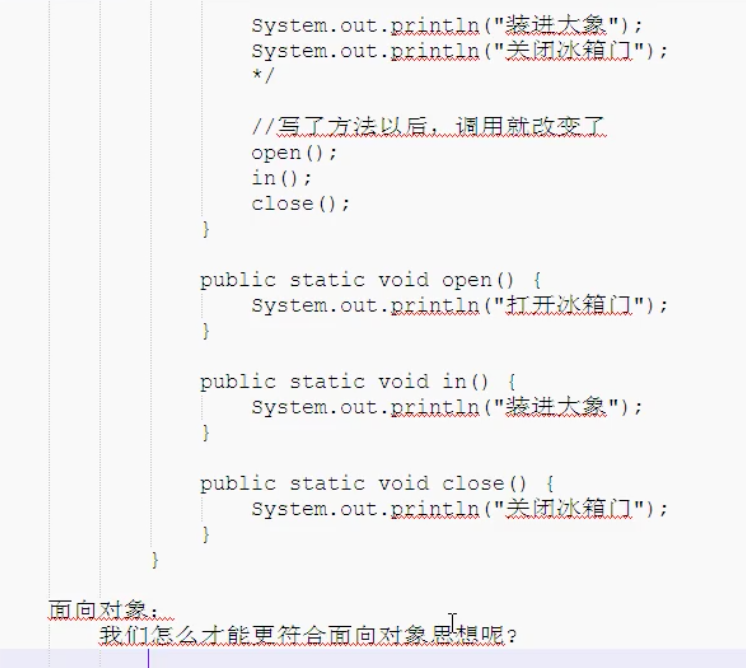 System.out.println("装进大象");
System.out.println("关闭冰箱门");
*/
//写了方法以后，调用就改变了
open();
in();
close();
}
public static void open() {
System.out.println("打开冰箱门");
}
public static void in() {
System.out.println("装进大象");
}
public static void close() {
System.out.println("关闭冰箱门");
}
}
面向对象：
我们怎么才能更符合面向对象思想呢?